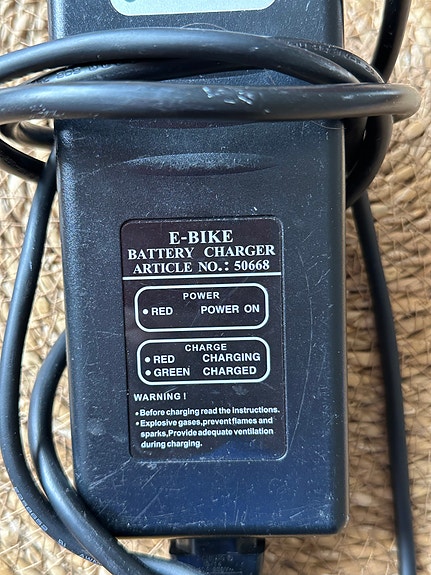 E-BIKE
BATTERY CHARGER
ARTICLE NO.: 50668
POWER
• RED POWER ON
CHARGE
• RED CHARGING
• GREEN CHARGED
WARNING!
• Before charging read the instructions.
• Explosive gases,prevent flames and
sparks,Provide adequate ventilation
during charging.